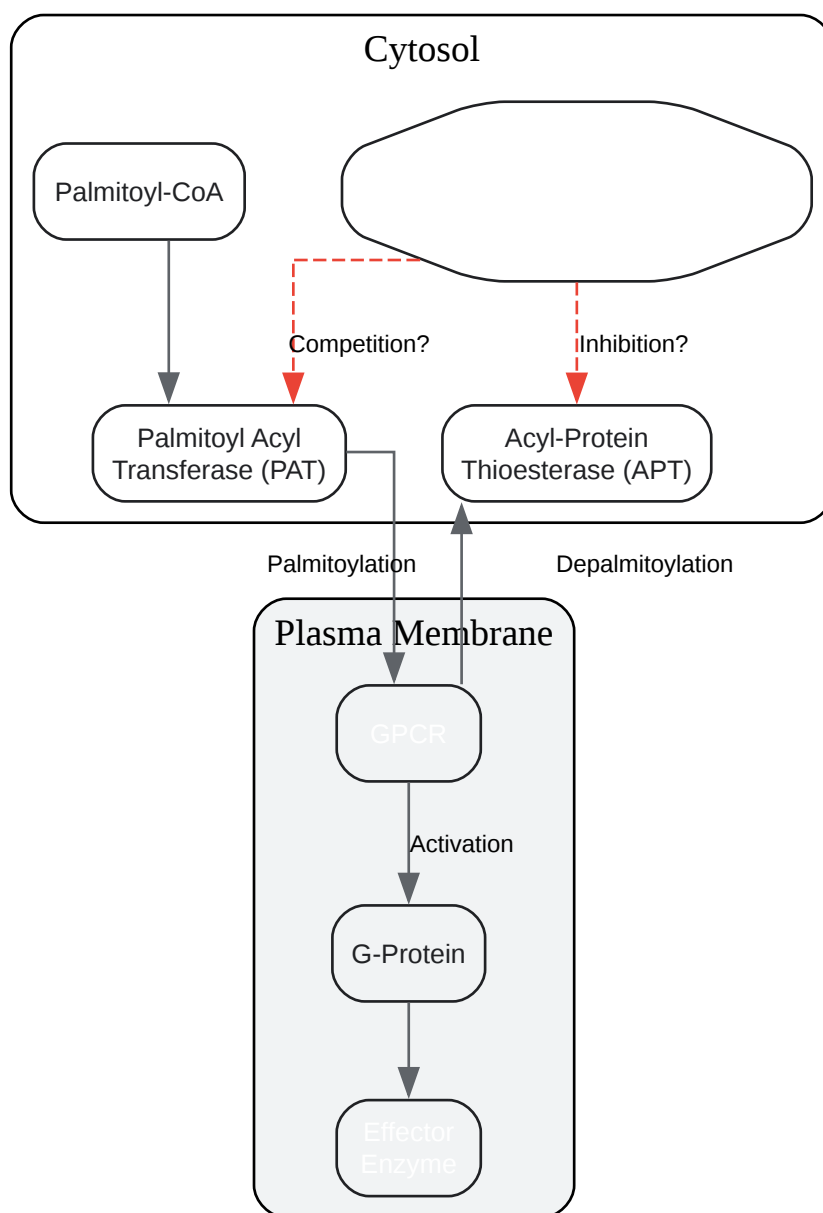 Cytosol
Palmitoyl-CoA
Competition?
Inhibition?
Palmitoyl Acyl
Transferase (PAT)
Acyl-Protein
Thioesterase (APT)
Palmitoylation
Depalmitoylation
Plasma Membrane
GPCR
Activation
G-Protein
Effector
Enzyme